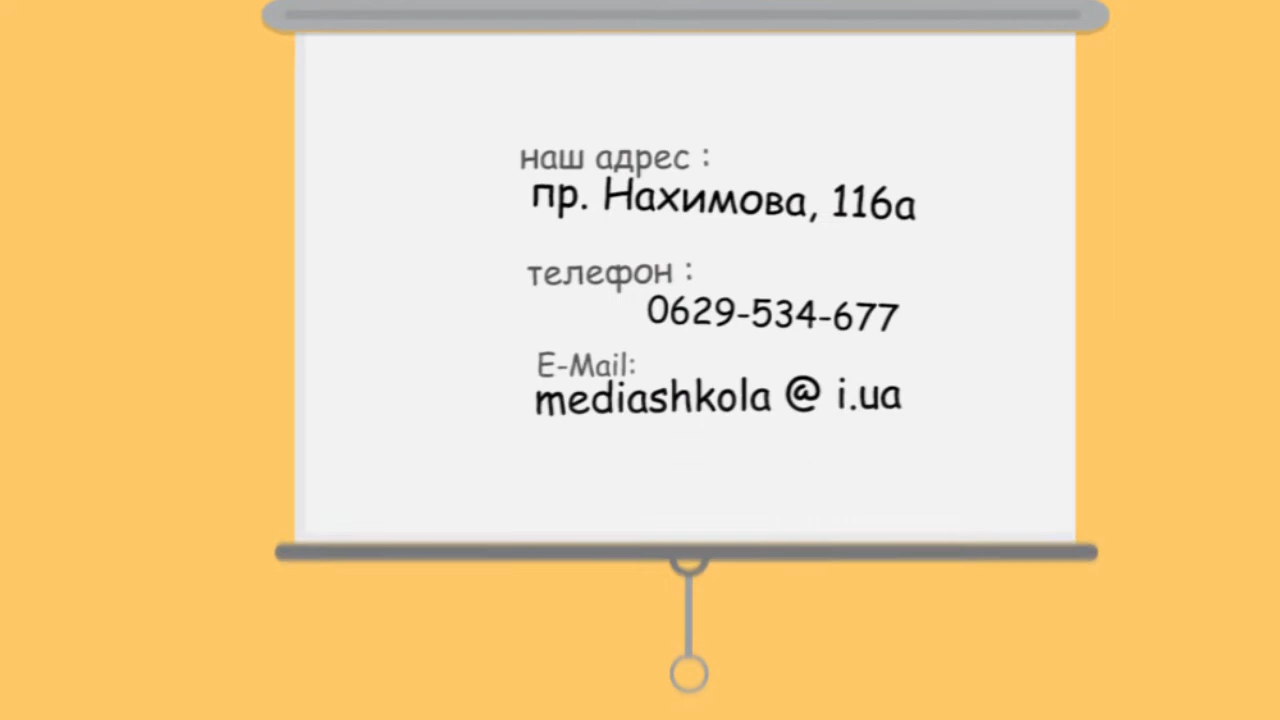 наш адрес :
пр. Нахимова, 116а
телефон :
0629-534-677
E-Mail:
mediashkola @ i.ua